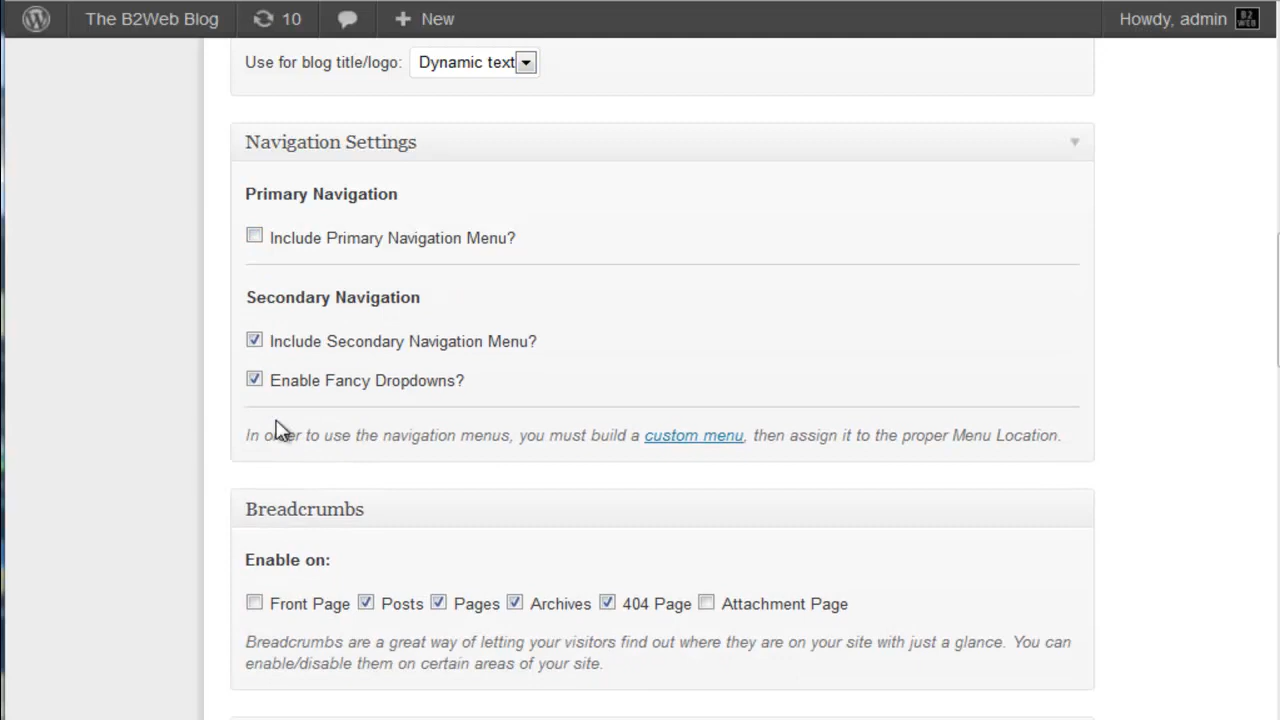 The B2Web Blog 10 New Howdy, admin B2 WEB
Use for blog title/logo: Dynamic text
Navigation Settings
Primary Navigation
Include Primary Navigation Menu?
Secondary Navigation
Include Secondary Navigation Menu?
Enable Fancy Dropdowns?
In order to use the navigation menus, you must build a custom menu, then assign it to the proper Menu Location.
Breadcrumbs
Enable on:
Front Page Posts Pages Archives 404 Page Attachment Page
Breadcrumbs are a great way of letting your visitors find out where they are on your site with just a glance. You can
enable/disable them on certain areas of your site.